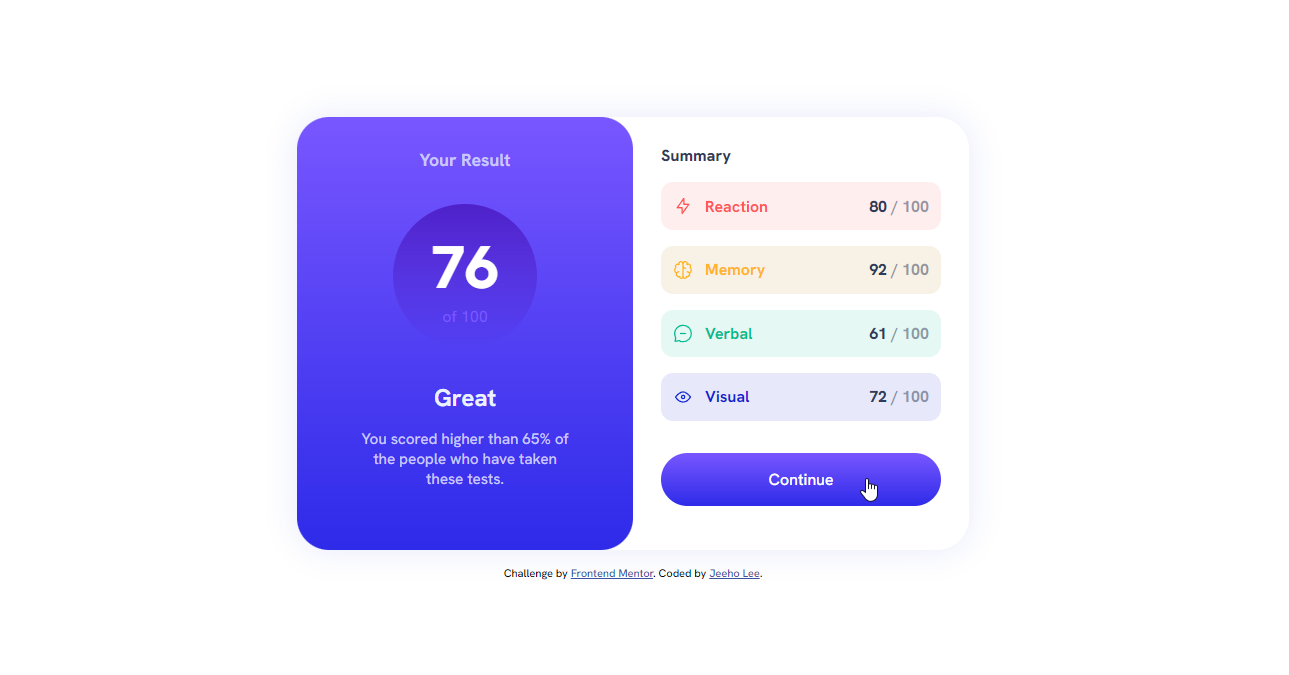 Your Result
76
of 100
Great
You scored higher than 65% of
the people who have taken
these tests.
Summary
Reaction 80 / 100
Memory 92 / 100
Verbal 61 / 100
Visual 72 / 100
Continue
Challenge by Frontend Mentor. Coded by Jeeho Lee.